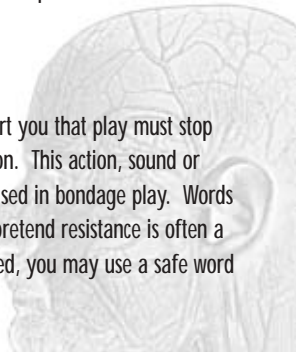 rt you that play must stop
on. This action, sound or
sed in bondage play. Words
pretend resistance is often a
ed, you may use a safe word